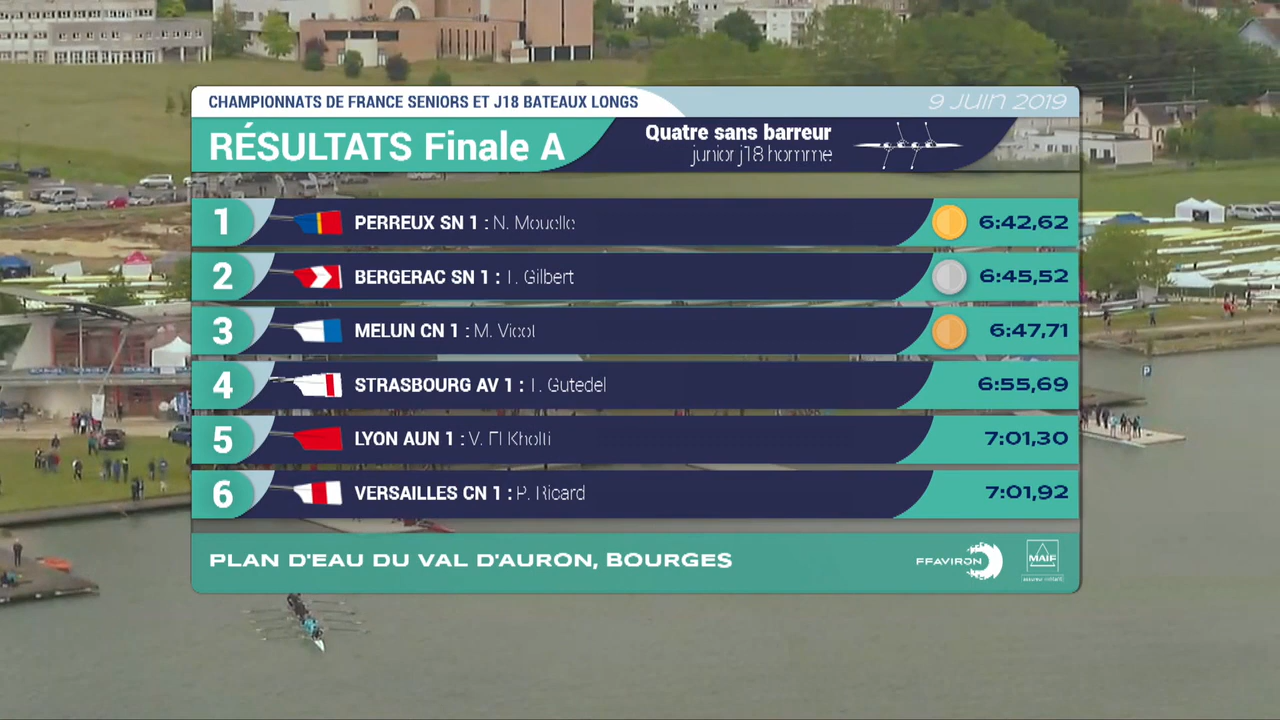 CHAMPIONNATS DE FRANCE SENIORS ET J18 BATEAUX LONGS
9 JUIN 2019
RÉSULTATS Finale A
Quatre sans barreur
junior j18 homme
1 PERREUX SN 1 : N. Mouelle 6:42,62
2 BERGERAC SN 1 : T. Gilbert 6:45,52
3 MELUN CN 1 : M. Vicot 6:47,71
4 STRASBOURG AV 1 : T. Gutedel 6:55,69
5 LYON AUN 1 : V. El Kholti 7:01,30
6 VERSAILLES CN 1 : P. Ricard 7:01,92
PLAN D'EAU DU VAL D'AURON, BOURGES
FFAVIRON
MAIF
assureur militant
P